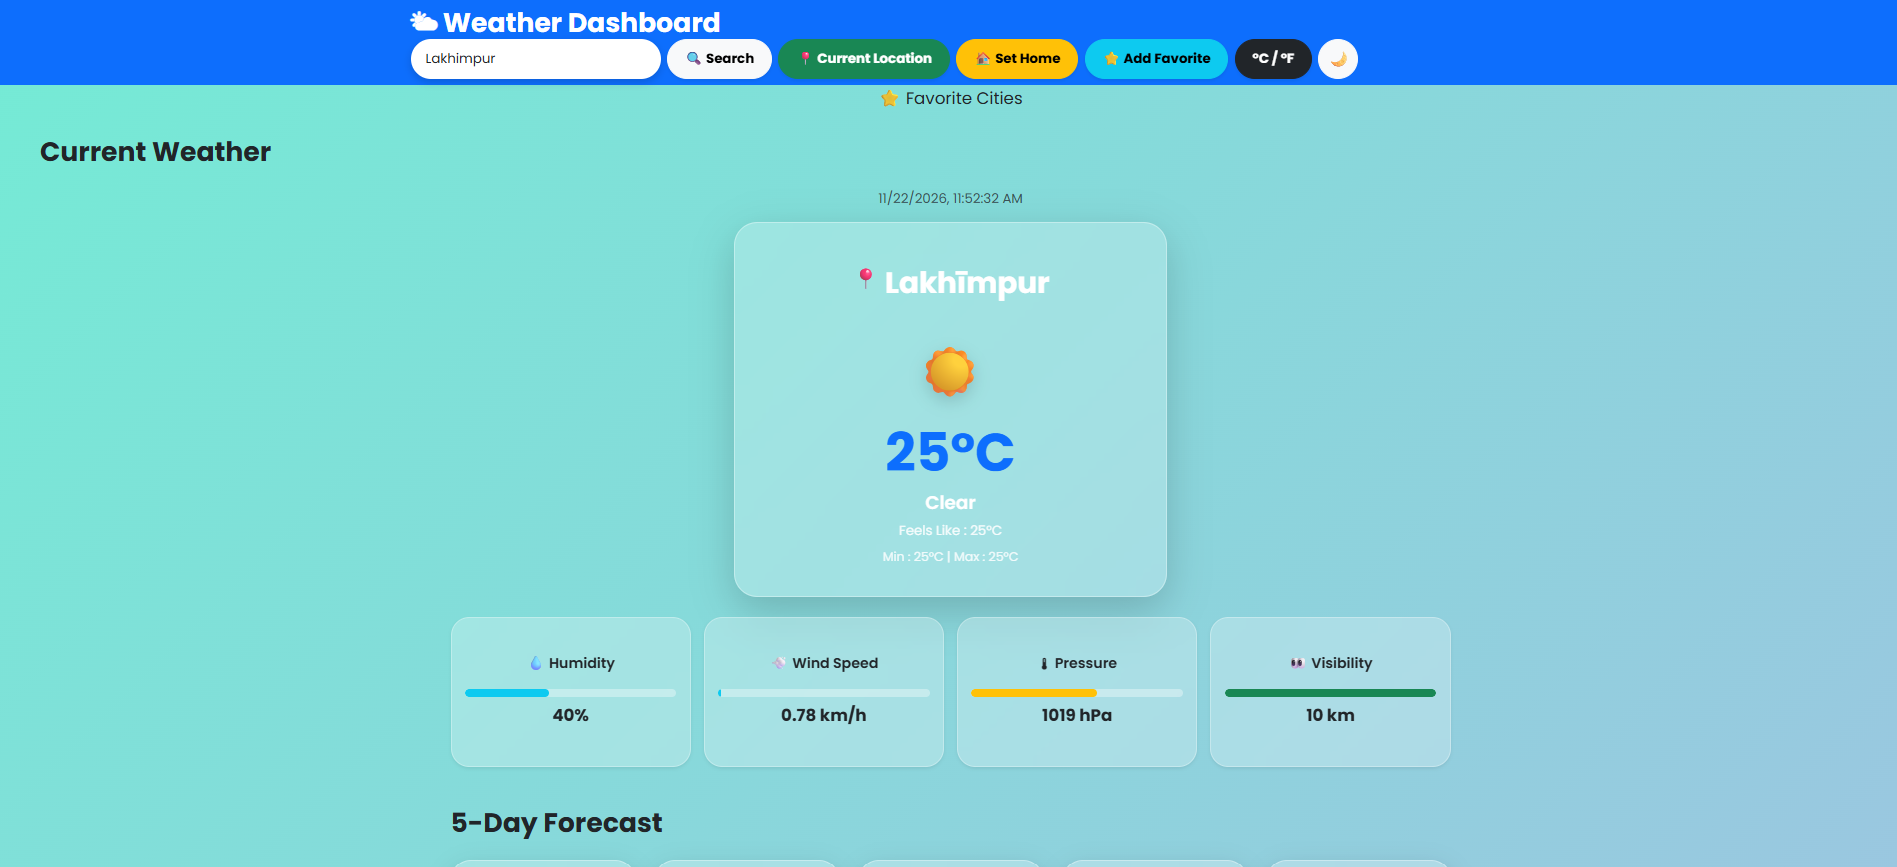 Weather Dashboard
Lakhimpur
Search
Current Location
Set Home
Add Favorite
°C / °F
Favorite Cities
Current Weather
11/22/2026, 11:52:32 AM
Lakhīmpur
25°C
Clear
Feels Like : 25°C
Min : 25°C | Max : 25°C
Humidity
40%
Wind Speed
0.78 km/h
Pressure
1019 hPa
Visibility
10 km
5-Day Forecast